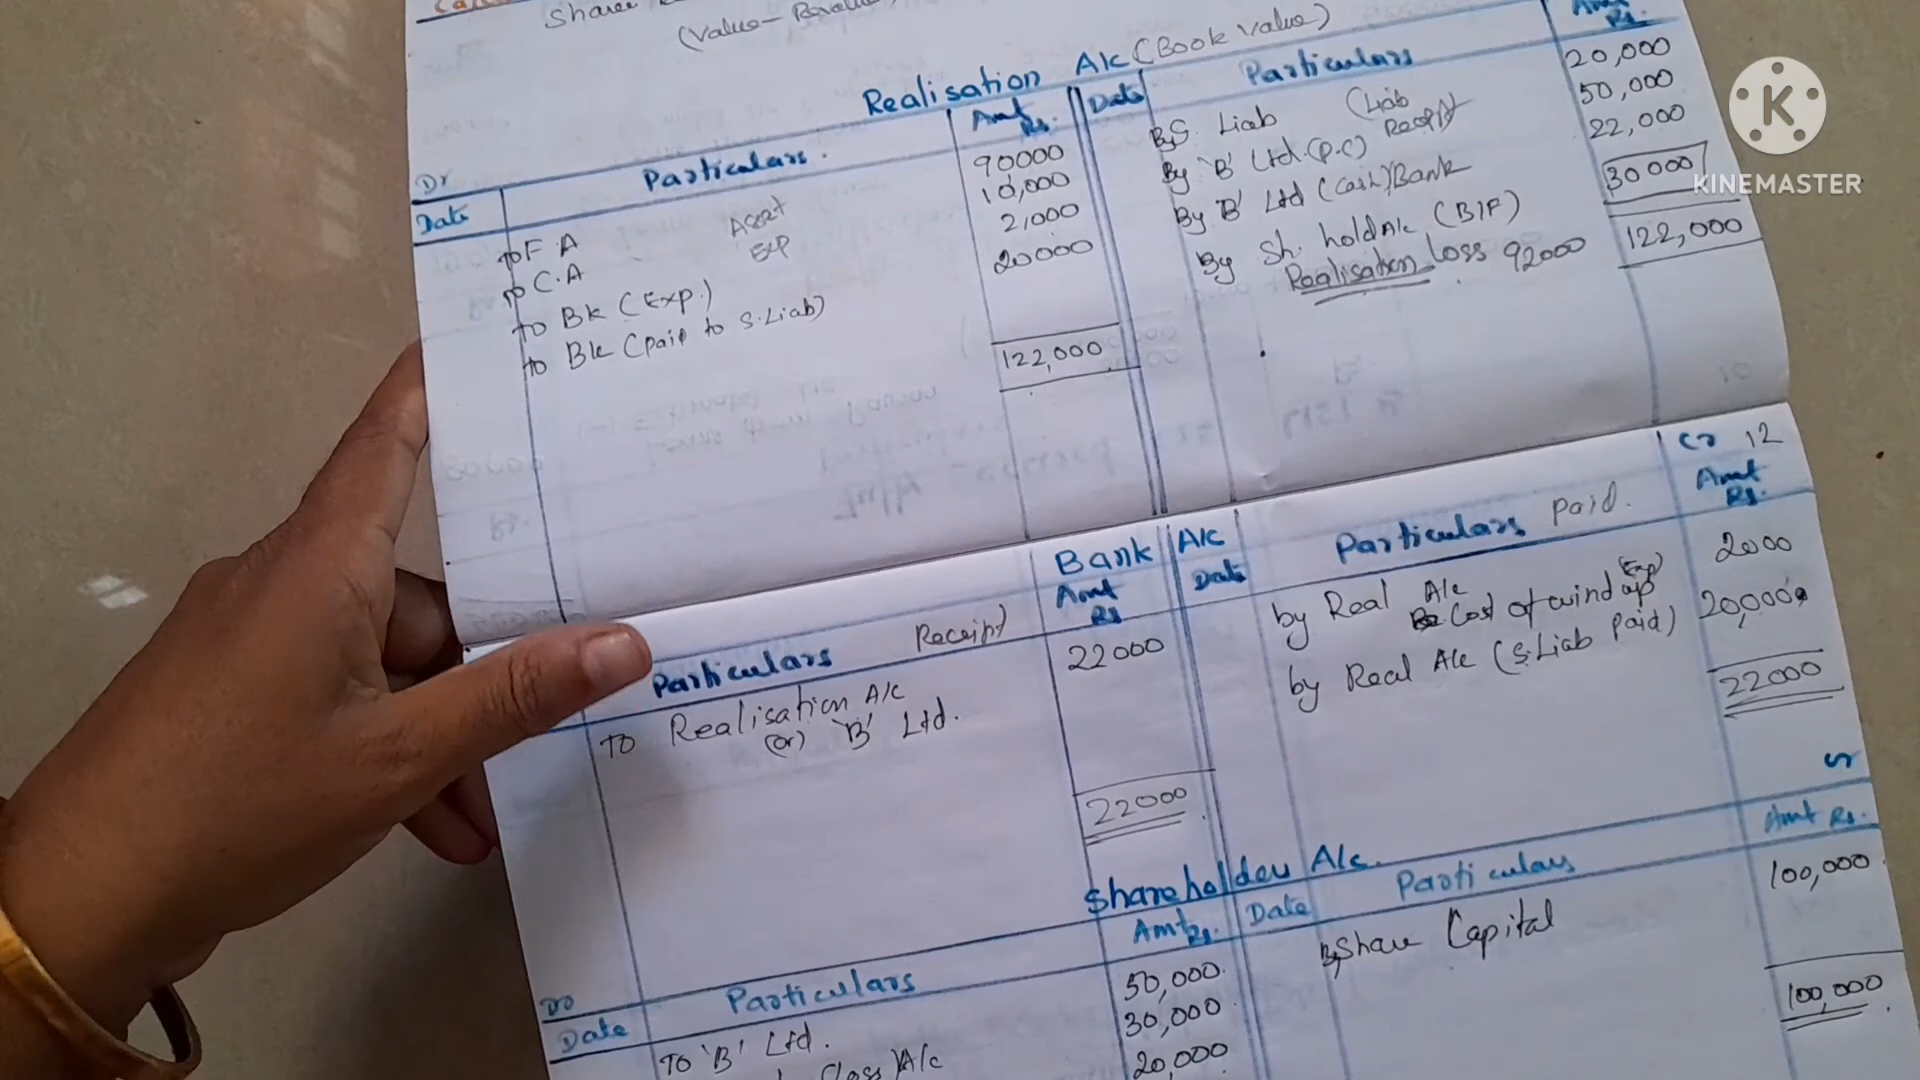 Share
(Value - Revalue
Realisation A/c (Book Value)
Dr
Date Particulars. Amt Rs.
To F.A Asset 90000
To C.A Exp 10,000
To Bk (Exp.) 2,000
To Bk (paid to S.Liab) 20000
122,000
Date Particulars Amt Rs.
By S. Liab (Liab Receipt) 20,000
By 'B' Ltd. (P.C) 50,000
By 'B' Ltd (Cash)/Bank 22,000
By Sh. hold A/c (B/F) 30000
Realisation loss 92000 122,000
KINEMASTER
Cr 12
Bank A/c
Particulars Receipt Amt Rs
To Realisation A/c 22000
(or) 'B' Ltd.
22000
Date Particulars Paid. Amt Rs.
by Real A/c 2000
Cost of wind up (Exp)
by Real A/c (S.Liab paid) 20,000
22000
Cr
Shareholder A/c.
Dr
Date Particulars Amt Rs.
To 'B' Ltd. 50,000.
Loss) A/c 30,000
20,000
Date Particulars Amt Rs.
By Share Capital 100,000
100,000